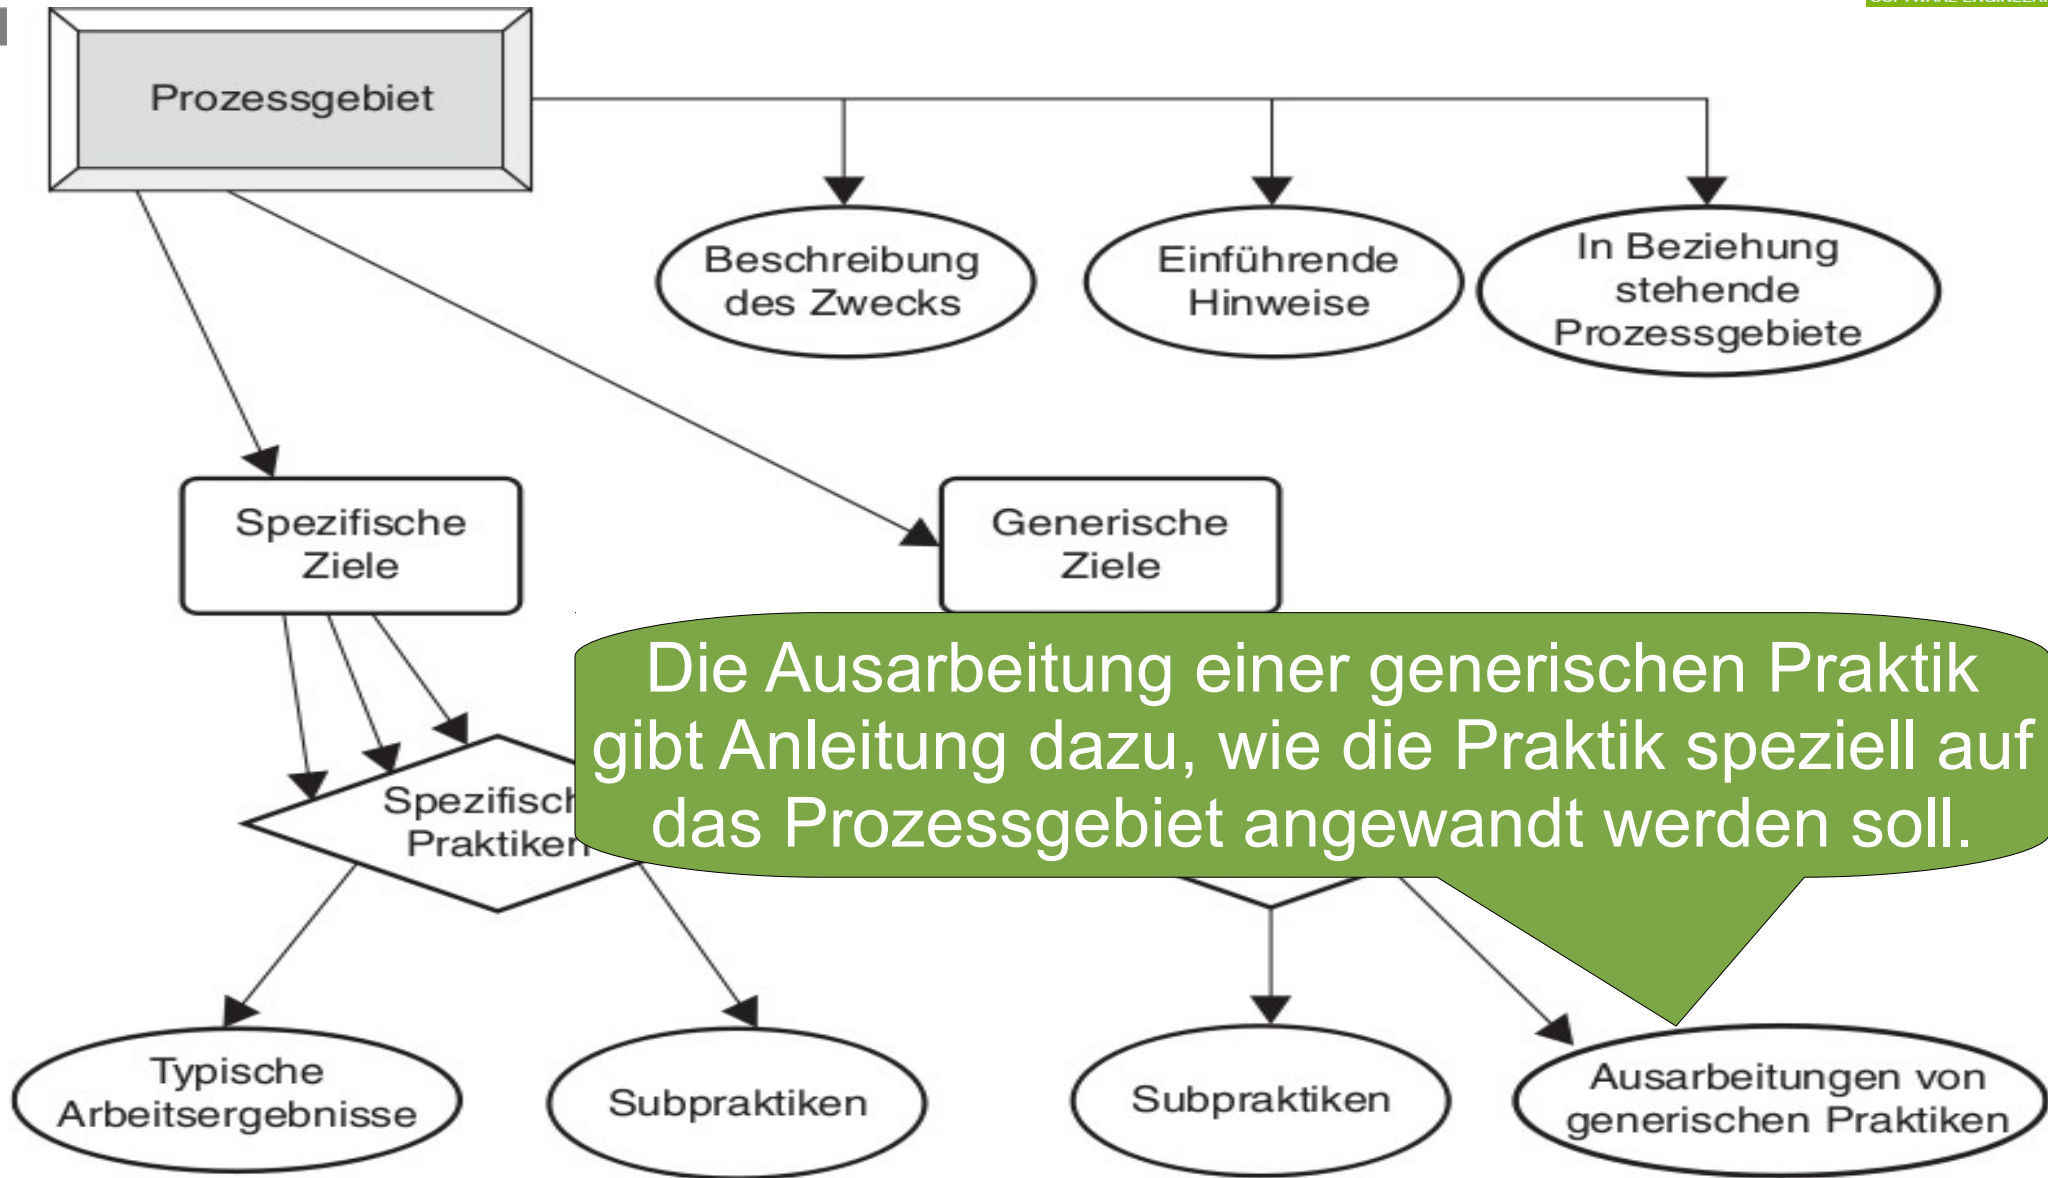 Prozessgebiet
Beschreibung
des Zwecks
Einführende
Hinweise
In Beziehung
stehende
Prozessgebiete
Spezifische
Ziele
Generische
Ziele
Die Ausarbeitung einer generischen Praktik
gibt Anleitung dazu, wie die Praktik speziell auf
das Prozessgebiet angewandt werden soll.
Praktiken
Typische
Arbeitsergebnisse
Subpraktiken
Subpraktiken
Ausarbeitungen von
generischen Praktiken